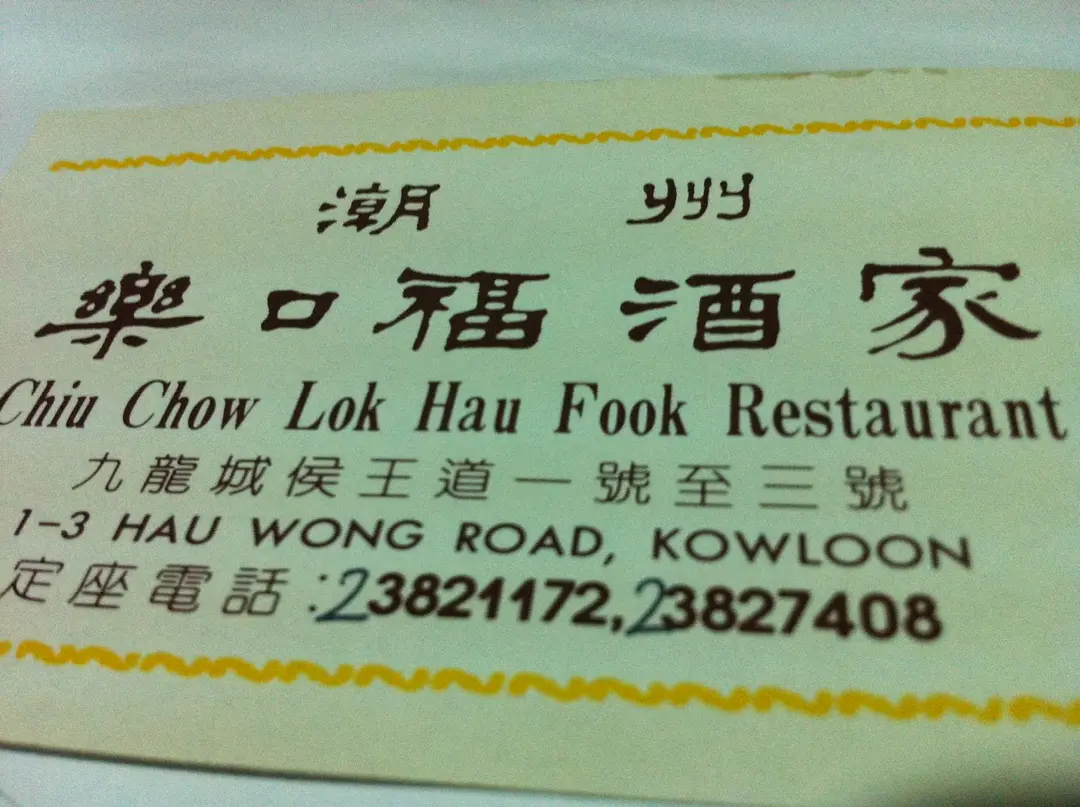 潮州
樂口福酒家
Chiu Chow Lok Hau Fook Restaurant
九龍城侯王道一號至三號
1-3 HAU WONG ROAD, KOWLOON
定座電話:23821172,23827408